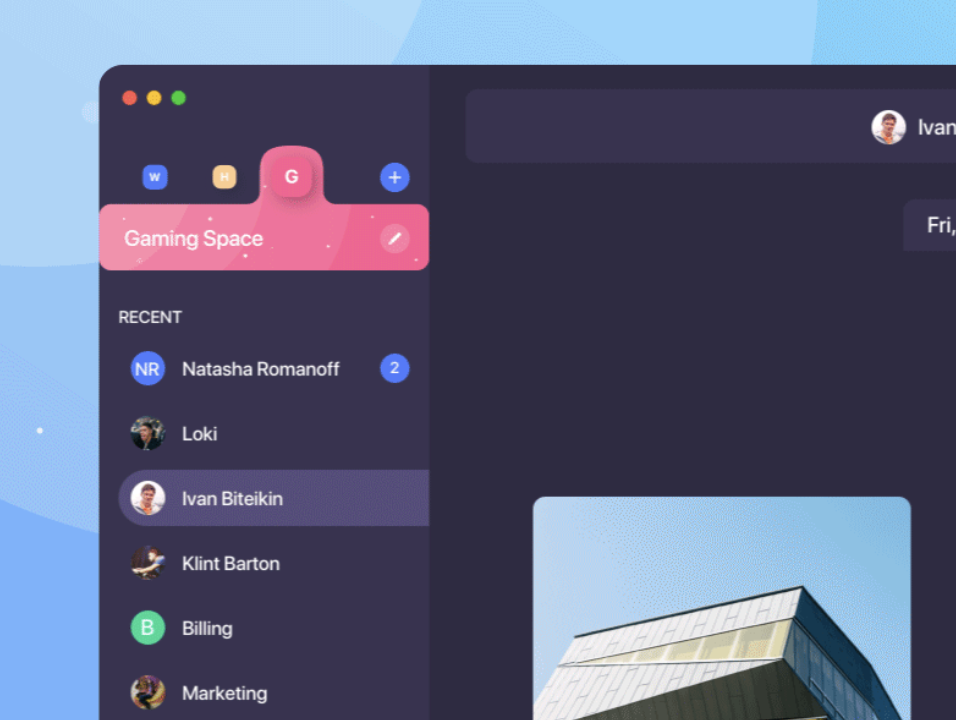 W H G
Gaming Space
RECENT
NR Natasha Romanoff 2
Loki
Ivan Biteikin
Klint Barton
B Billing
Marketing
Ivan
Fri,